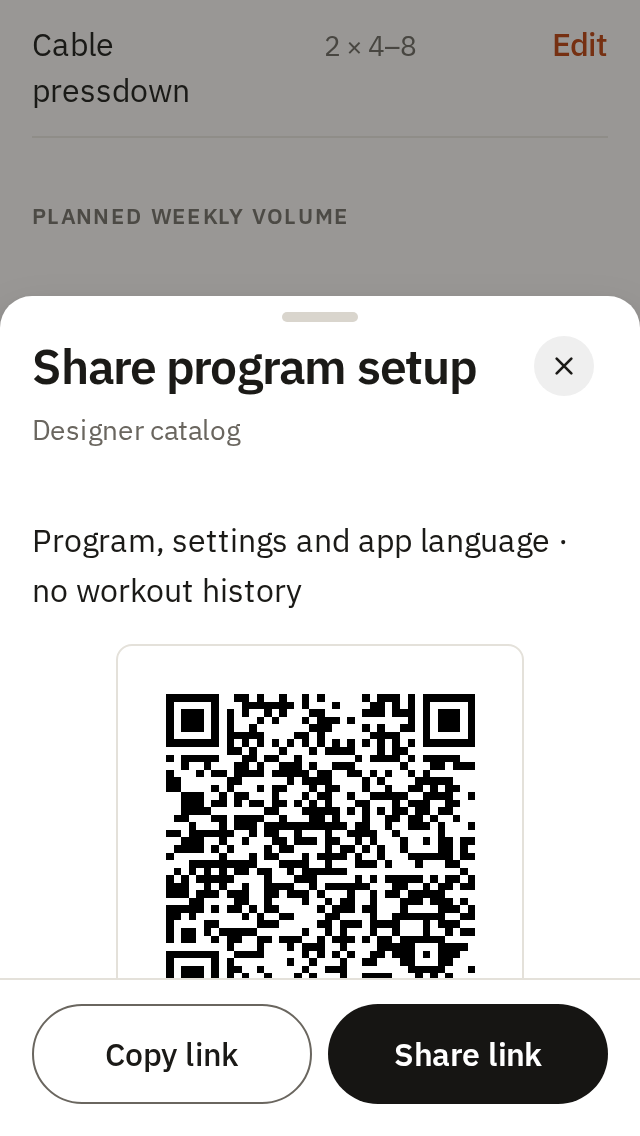 Cable 2 × 4–8 Edit
pressdown
PLANNED WEEKLY VOLUME
Share program setup
Designer catalog
Program, settings and app language ·
no workout history
Copy link Share link